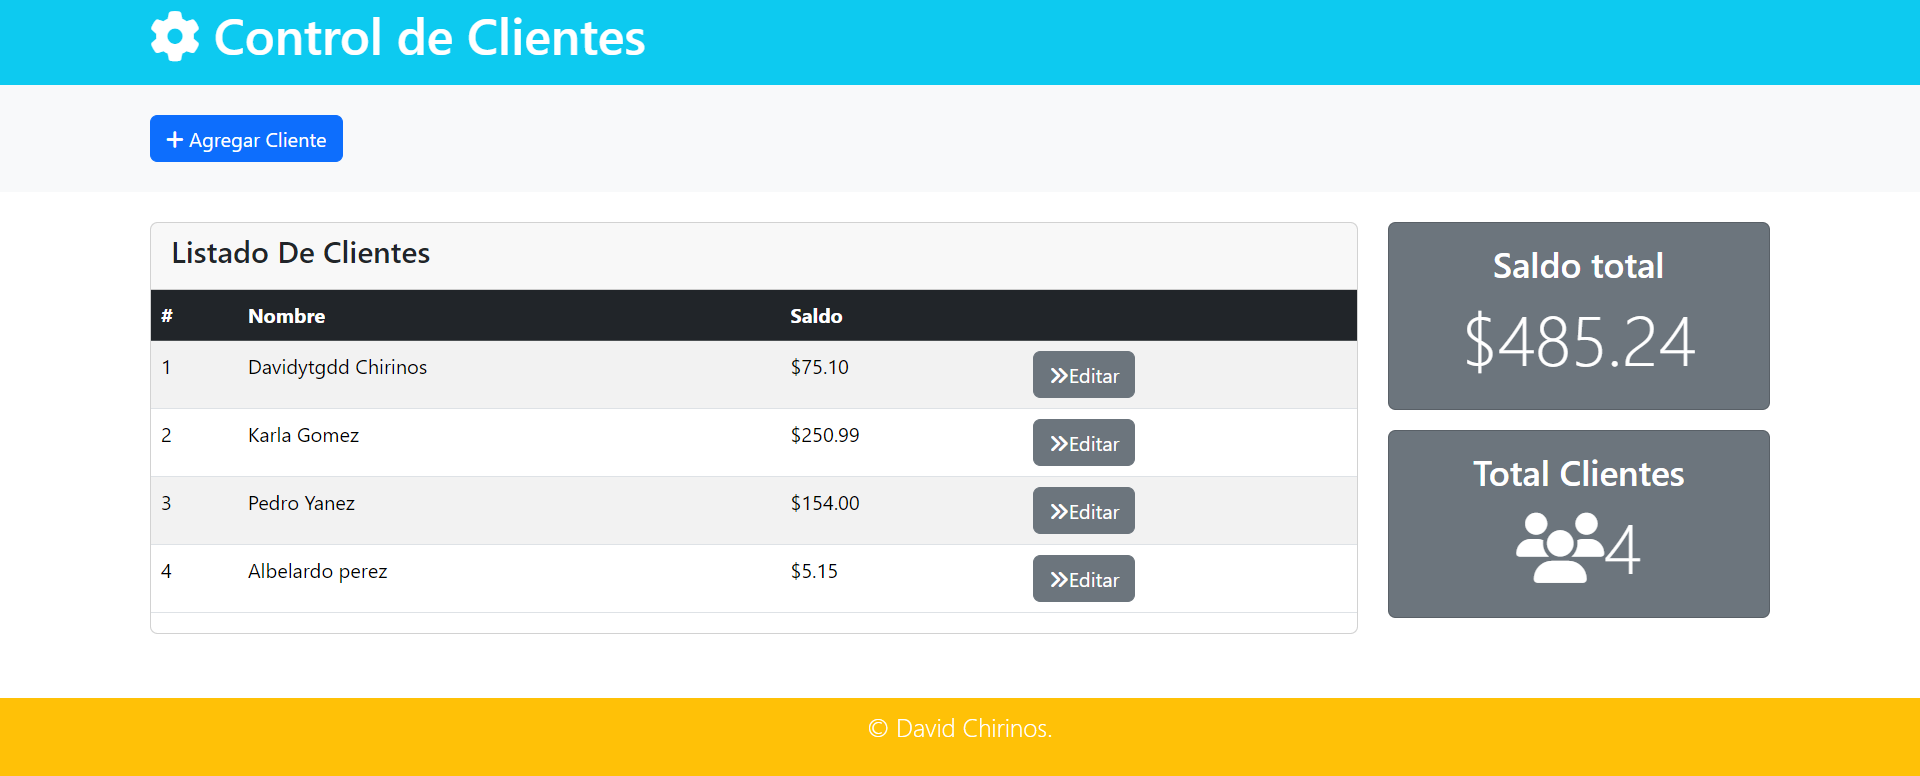 Control de Clientes
+ Agregar Cliente
Listado De Clientes
# Nombre Saldo
1 Davidytgdd Chirinos $75.10 Editar
2 Karla Gomez $250.99 Editar
3 Pedro Yanez $154.00 Editar
4 Albelardo perez $5.15 Editar
Saldo total
$485.24
Total Clientes
4
© David Chirinos.